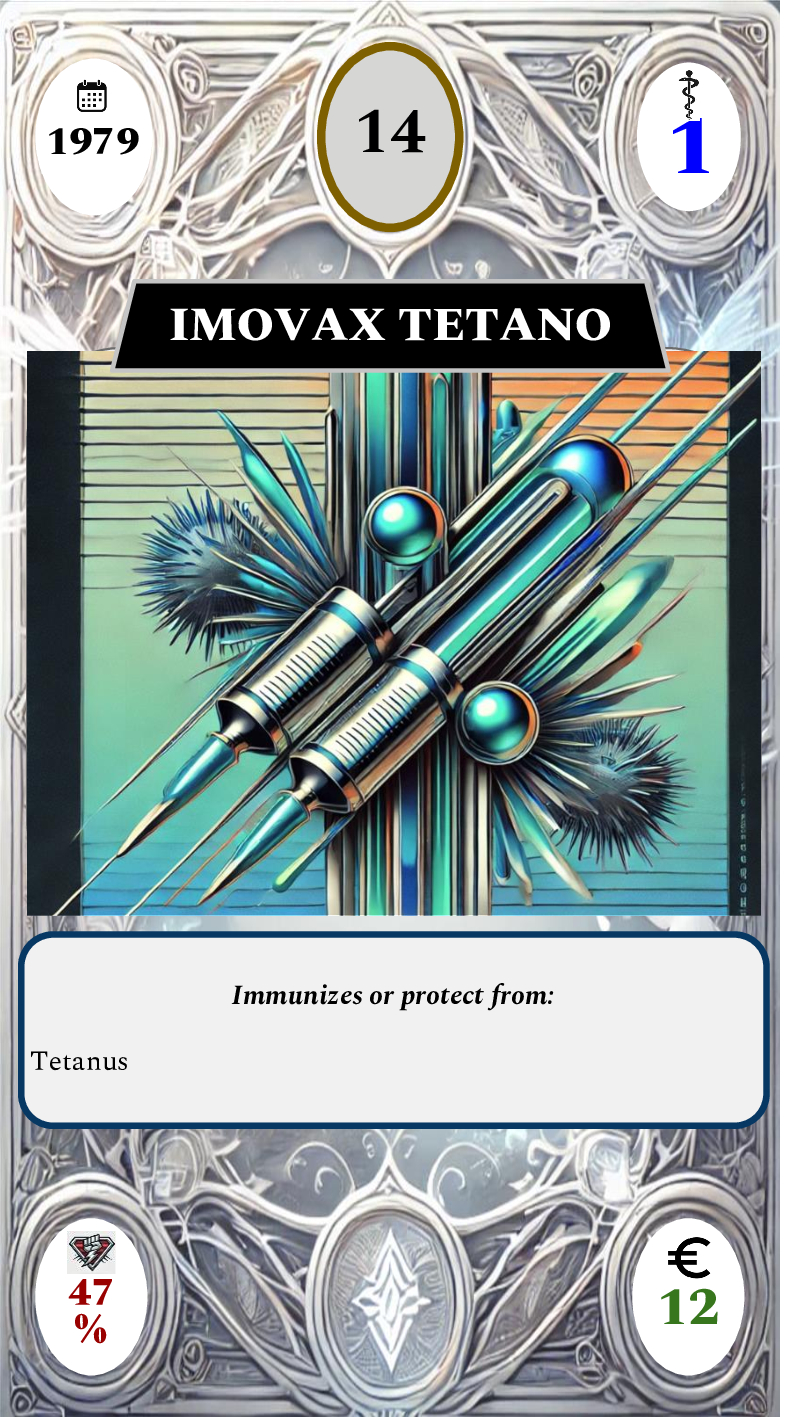 1979
14
1
IMOVAX TETANO
Immunizes or protect from:
Tetanus
47
%
€
12